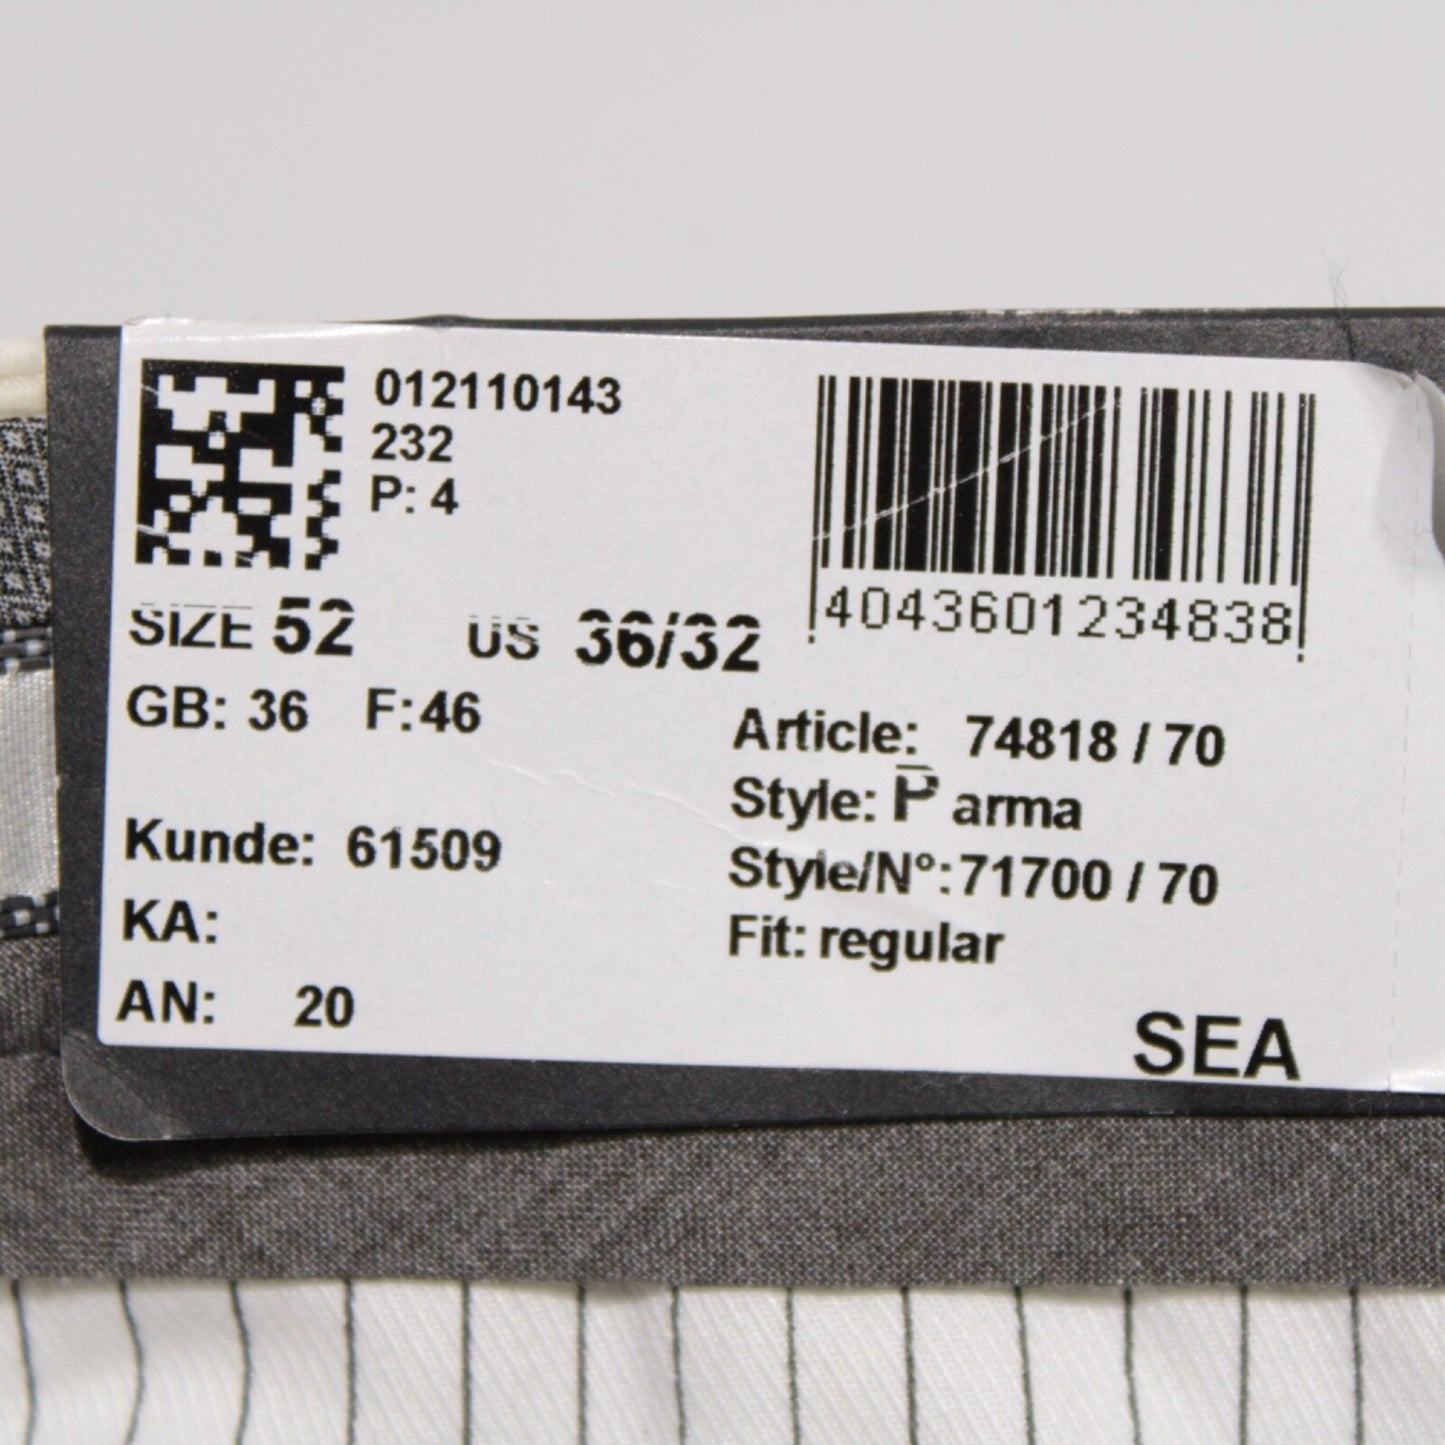 012110143
232
P: 4
4043601234838
SIZE 52 US 36/32
GB: 36 F:46
Article: 74818 / 70
Style: P arma
Kunde: 61509
Style/N°:71700 / 70
KA:
Fit: regular
AN: 20
SEA